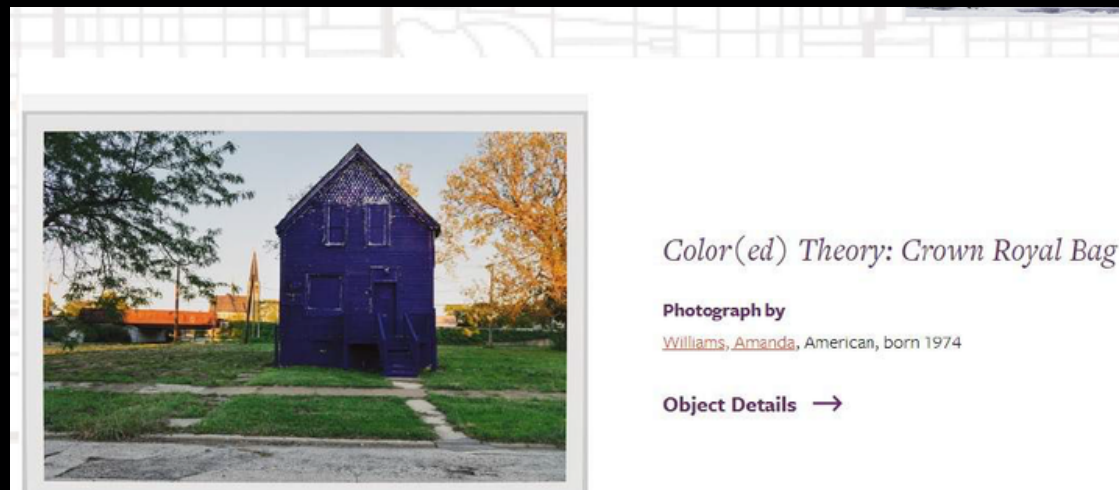 Color(ed) Theory: Crown Royal Bag
Photograph by
Williams, Amanda, American, born 1974
Object Details →